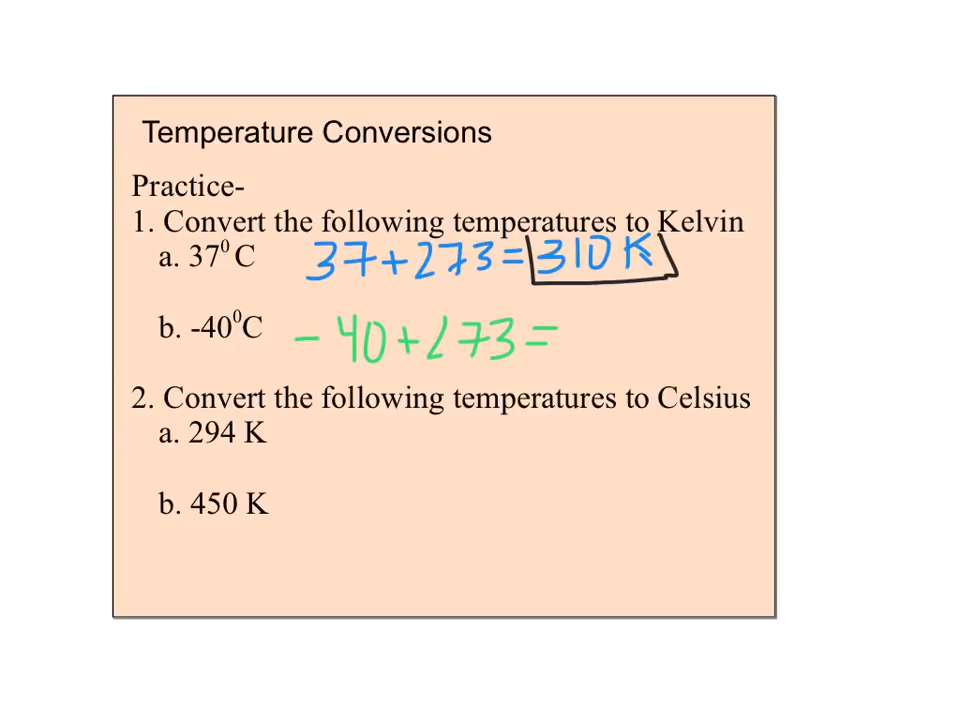 Temperature Conversions
Practice-
1. Convert the following temperatures to Kelvin
a. 37⁰ C 37+273=310 K
b. -40⁰C -40+273=
2. Convert the following temperatures to Celsius
a. 294 K
b. 450 K